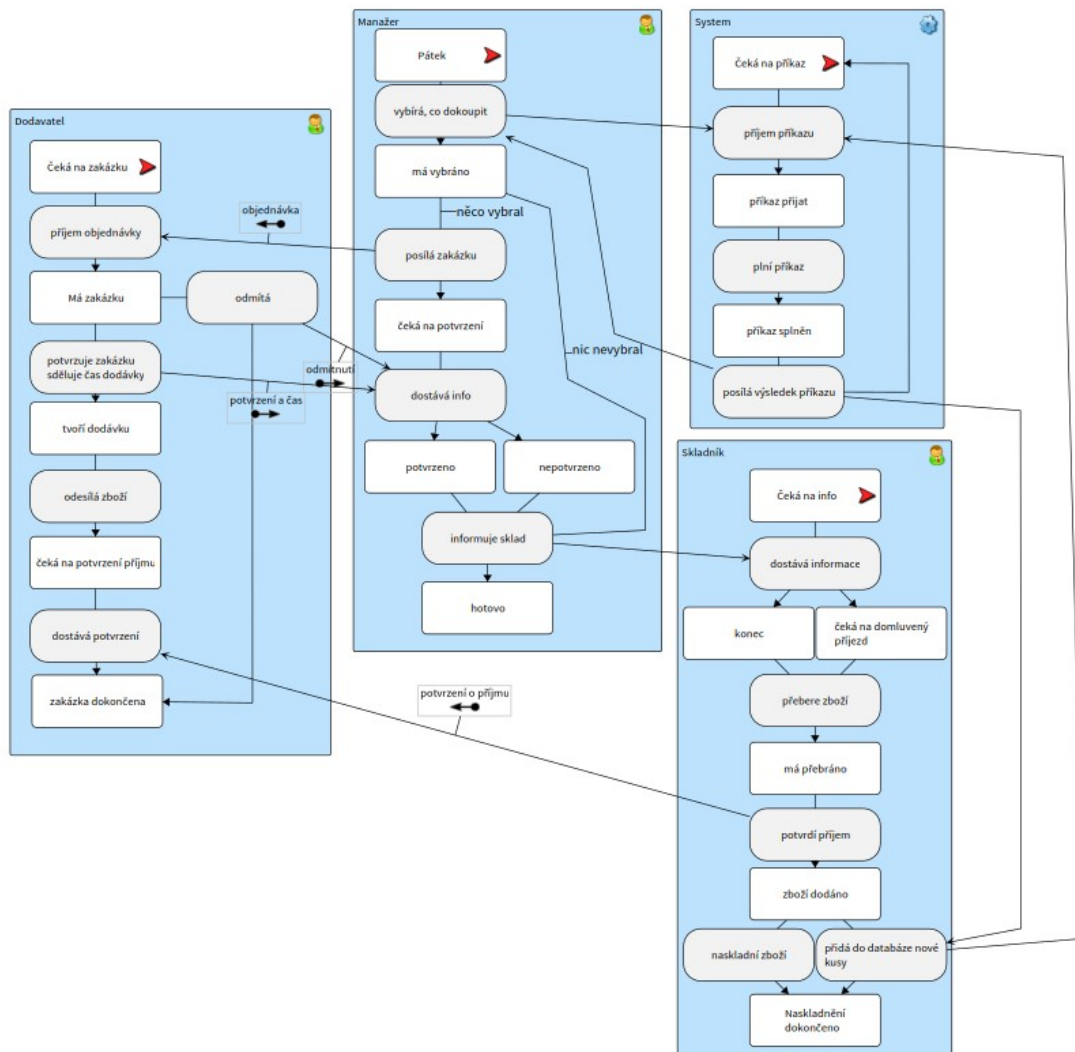 Dodavatel
Čeká na zakázku
objednávka
příjem objednávky
Má zakázku
odmítá
potvrzuje zakázku
sděluje čas dodávky
odmítnutí
potvrzení a čas
tvoří dodávku
odesílá zboží
čeká na potvrzení příjmu
dostává potvrzení
zakázka dokončena
Manažer
Pátek
vybírá, co dokoupit
má vybráno
něco vybral
posílá zakázku
čeká na potvrzení
nic nevybral
dostává info
potvrzeno
nepotvrzeno
informuje sklad
hotovo
System
Čeká na příkaz
příjem příkazu
příkaz přijat
plní příkaz
příkaz splněn
posílá výsledek příkazu
Skladník
Čeká na info
dostává informace
konec
čeká na domluvený
příjezd
přebere zboží
potvrzení o příjmu
má přebráno
potvrdí příjem
zboží dodáno
naskladní zboží
přidá do databáze nové
kusy
Naskladnění
dokončeno